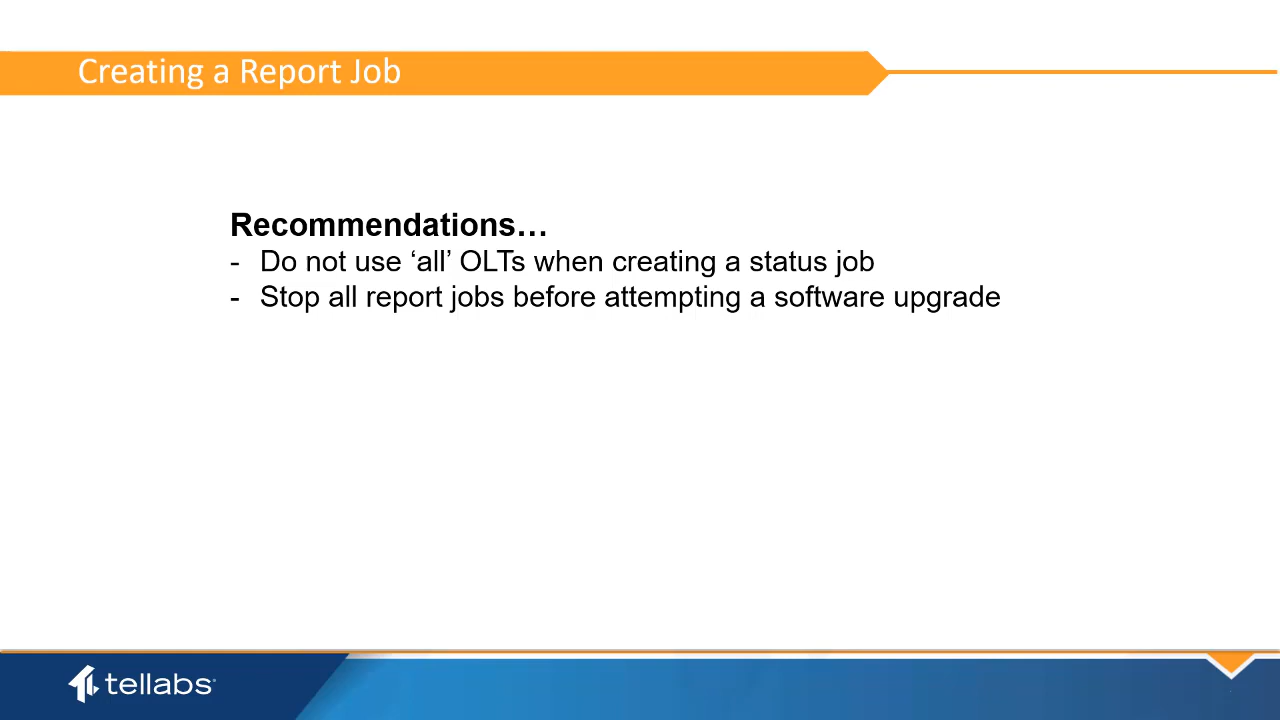 Creating a Report Job
Recommendations…
- Do not use ‘all’ OLTs when creating a status job
- Stop all report jobs before attempting a software upgrade
tellabs